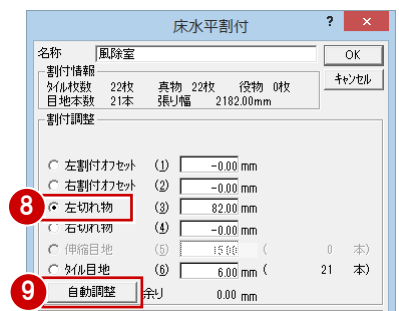 床水平割付 ? ×
名称 風除室 OK
割付情報 キャンセル
タイル枚数 22枚 真物 22枚 役物 0枚
目地本数 21本 張り幅 2182.00mm
割付調整
左割付オフセット (1) -0.00 mm
右割付オフセット (2) -0.00 mm
8 左切れ物 (3) 82.00 mm
右切れ物 (4) -0.00 mm
伸縮目地 (5) 15.00 ( 0 本)
タイル目地 (6) 6.00 mm ( 21 本)
9 自動調整 余り 0.00 mm